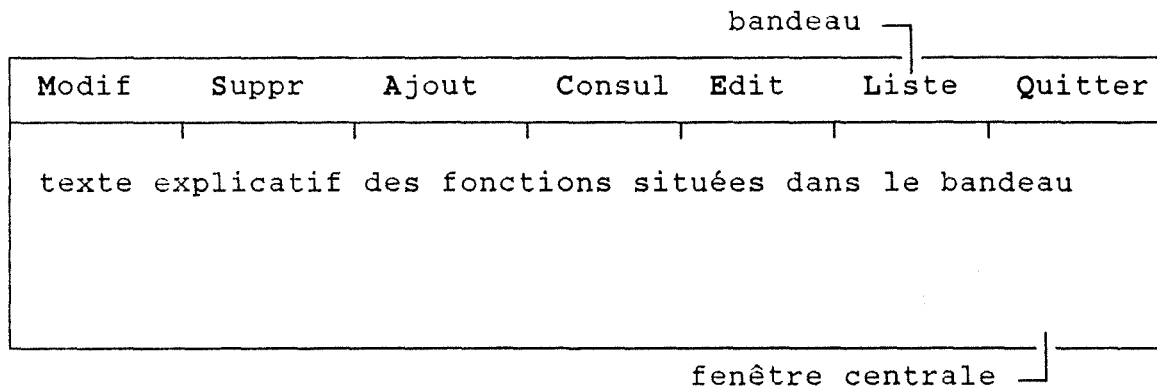 bandeau
Modif Suppr Ajout Consul Edit Liste Quitter
texte explicatif des fonctions situées dans le bandeau
fenêtre centrale